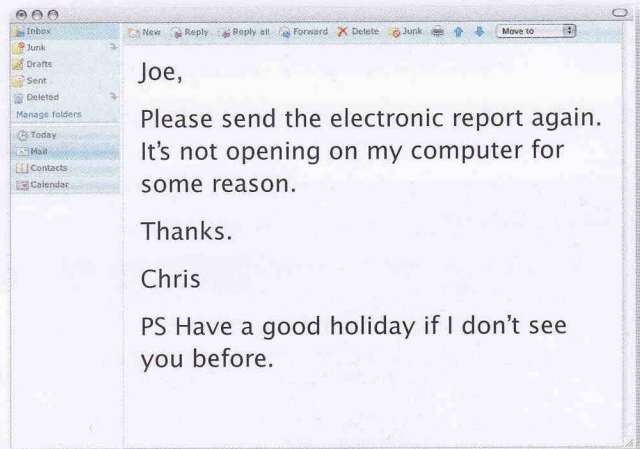 New Reply Reply all Forward Delete Junk Move to
Inbox
Junk
Drafts
Sent
Deleted
Manage folders
Today
Mail
Contacts
Calendar
Joe,
Please send the electronic report again.
It's not opening on my computer for
some reason.
Thanks.
Chris
PS Have a good holiday if I don't see
you before.